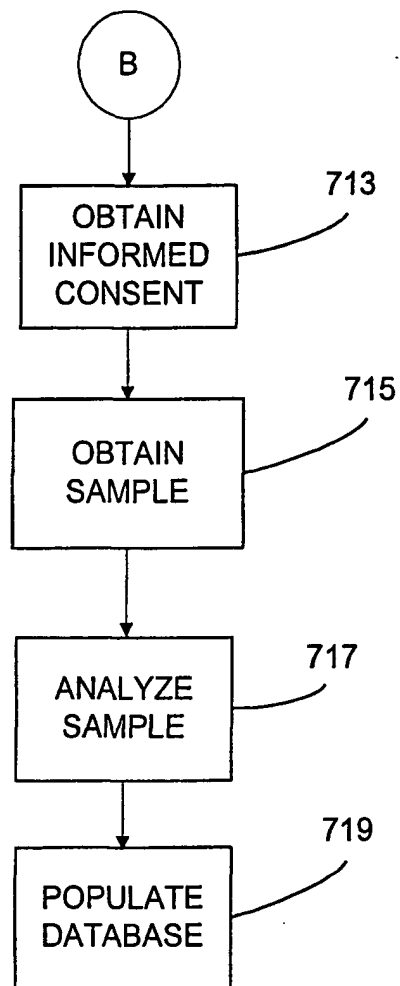 B
713
OBTAIN
INFORMED
CONSENT
715
OBTAIN
SAMPLE
717
ANALYZE
SAMPLE
719
POPULATE
DATABASE